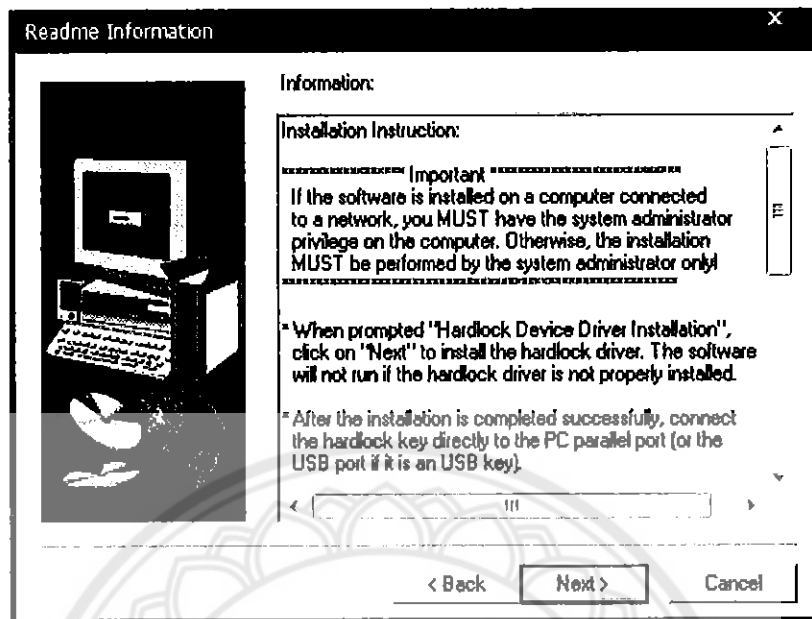 Readme Information
×
Information:
Installation Instruction:
******************** Important ********************
If the software is installed on a computer connected
to a network, you MUST have the system administrator
privilege on the computer. Otherwise, the installation
MUST be performed by the system administrator only!
* When prompted "Hardlock Device Driver Installation",
click on "Next" to install the hardlock driver. The software
will not run if the hardlock driver is not properly installed.
* After the installation is completed successfully, connect
the hardlock key directly to the PC parallel port (or the
USB port if it is an USB key).
< Back
Next >
Cancel